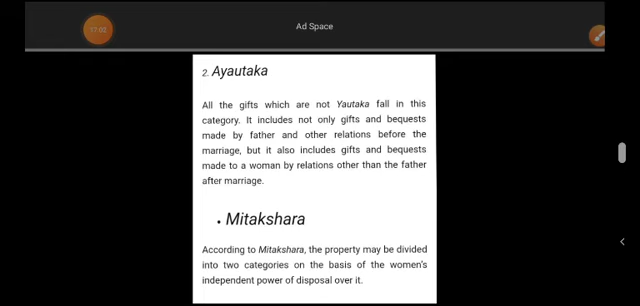 17:02
Ad Space
2. Ayautaka
All the gifts which are not Yautaka fall in this
category. It includes not only gifts and bequests
made by father and other relations before the
marriage, but it also includes gifts and bequests
made to a woman by relations other than the father
after marriage.
• Mitakshara
According to Mitakshara, the property may be divided
into two categories on the basis of the women's
independent power of disposal over it.